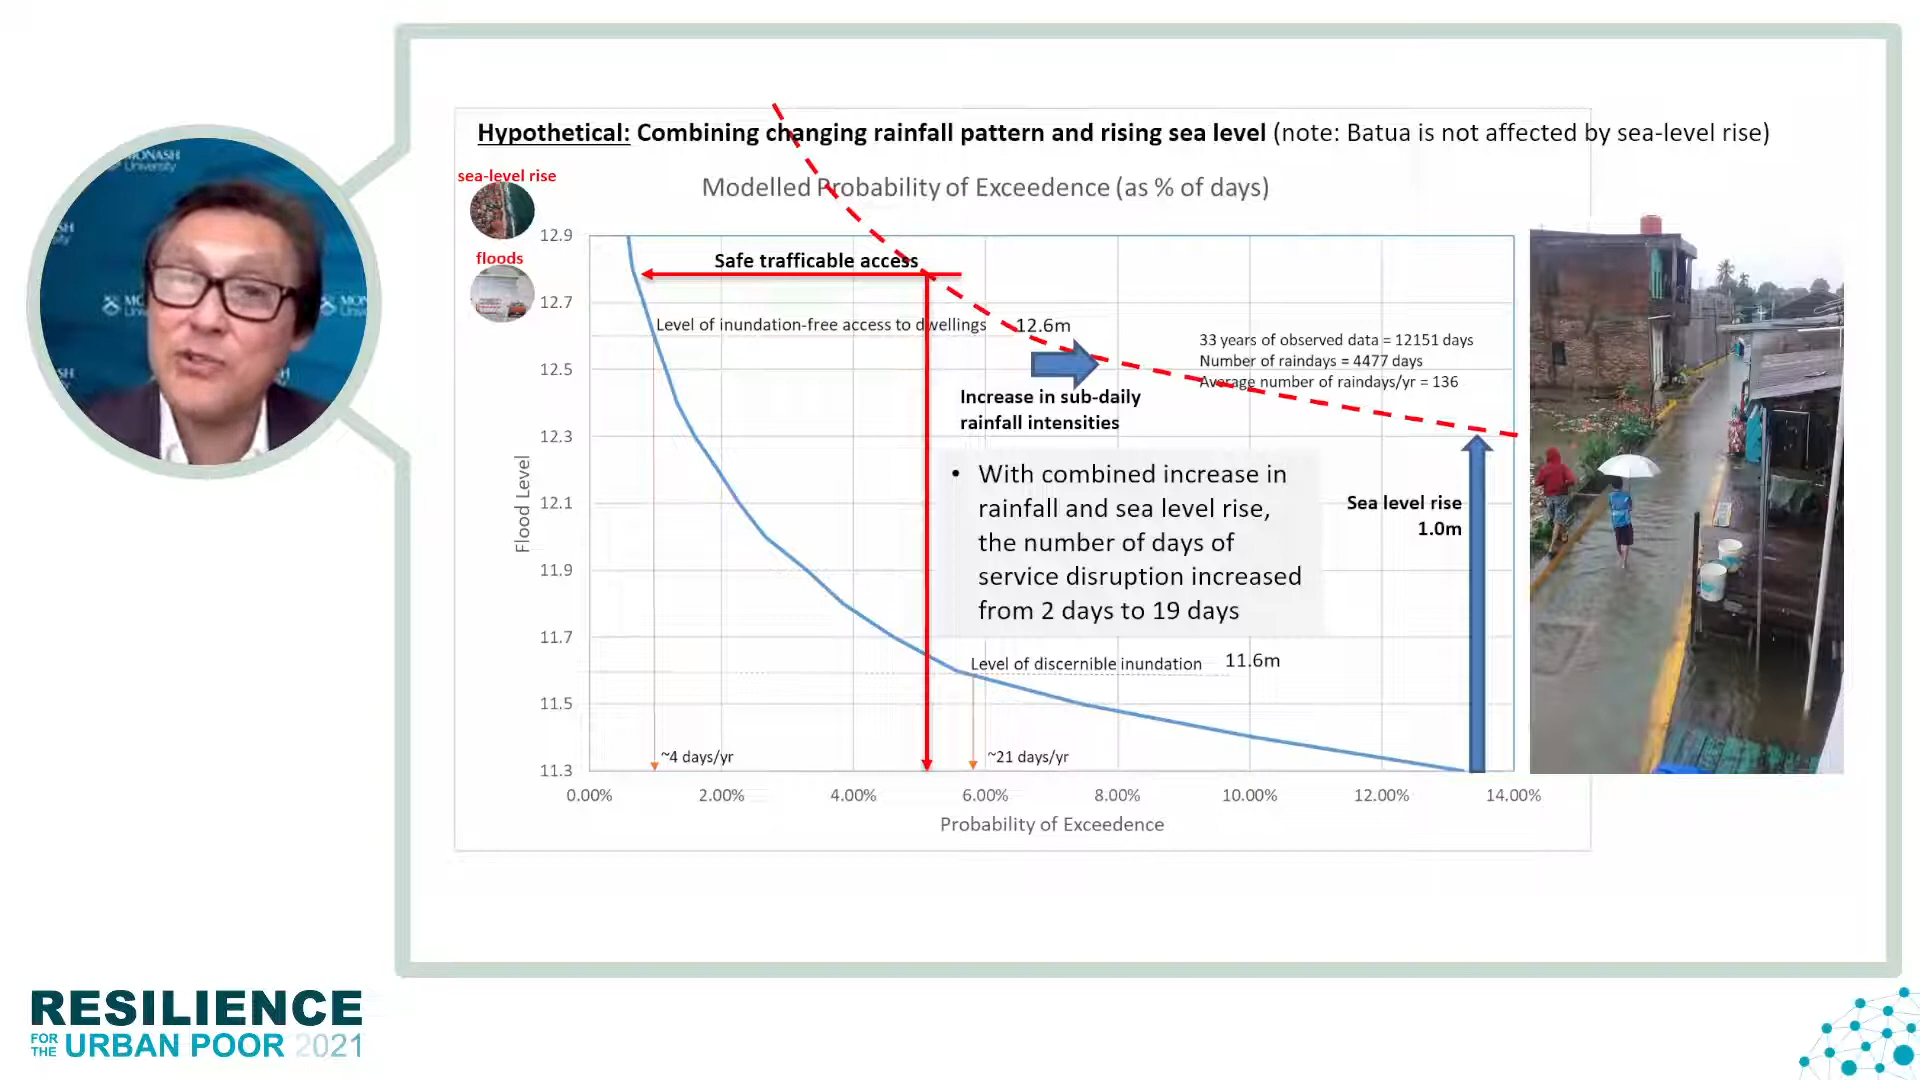 MONASH
University
Hypothetical: Combining changing rainfall pattern and rising sea level (note: Batua is not affected by sea-level rise)
sea-level rise
floods
Modelled Probability of Exceedence (as % of days)
Safe trafficable access
Level of inundation-free access to dwellings
12.6m
33 years of observed data = 12151 days
Number of raindays = 4477 days
Average number of raindays/yr = 136
Increase in sub-daily
rainfall intensities
• With combined increase in
rainfall and sea level rise,
the number of days of
service disruption increased
from 2 days to 19 days
Sea level rise
1.0m
Level of discernible inundation
11.6m
~4 days/yr
~21 days/yr
Flood Level
12.9
12.7
12.5
12.3
12.1
11.9
11.7
11.5
11.3
0.00% 2.00% 4.00% 6.00% 8.00% 10.00% 12.00% 14.00%
Probability of Exceedence
RESILIENCE
FOR THE URBAN POOR 2021